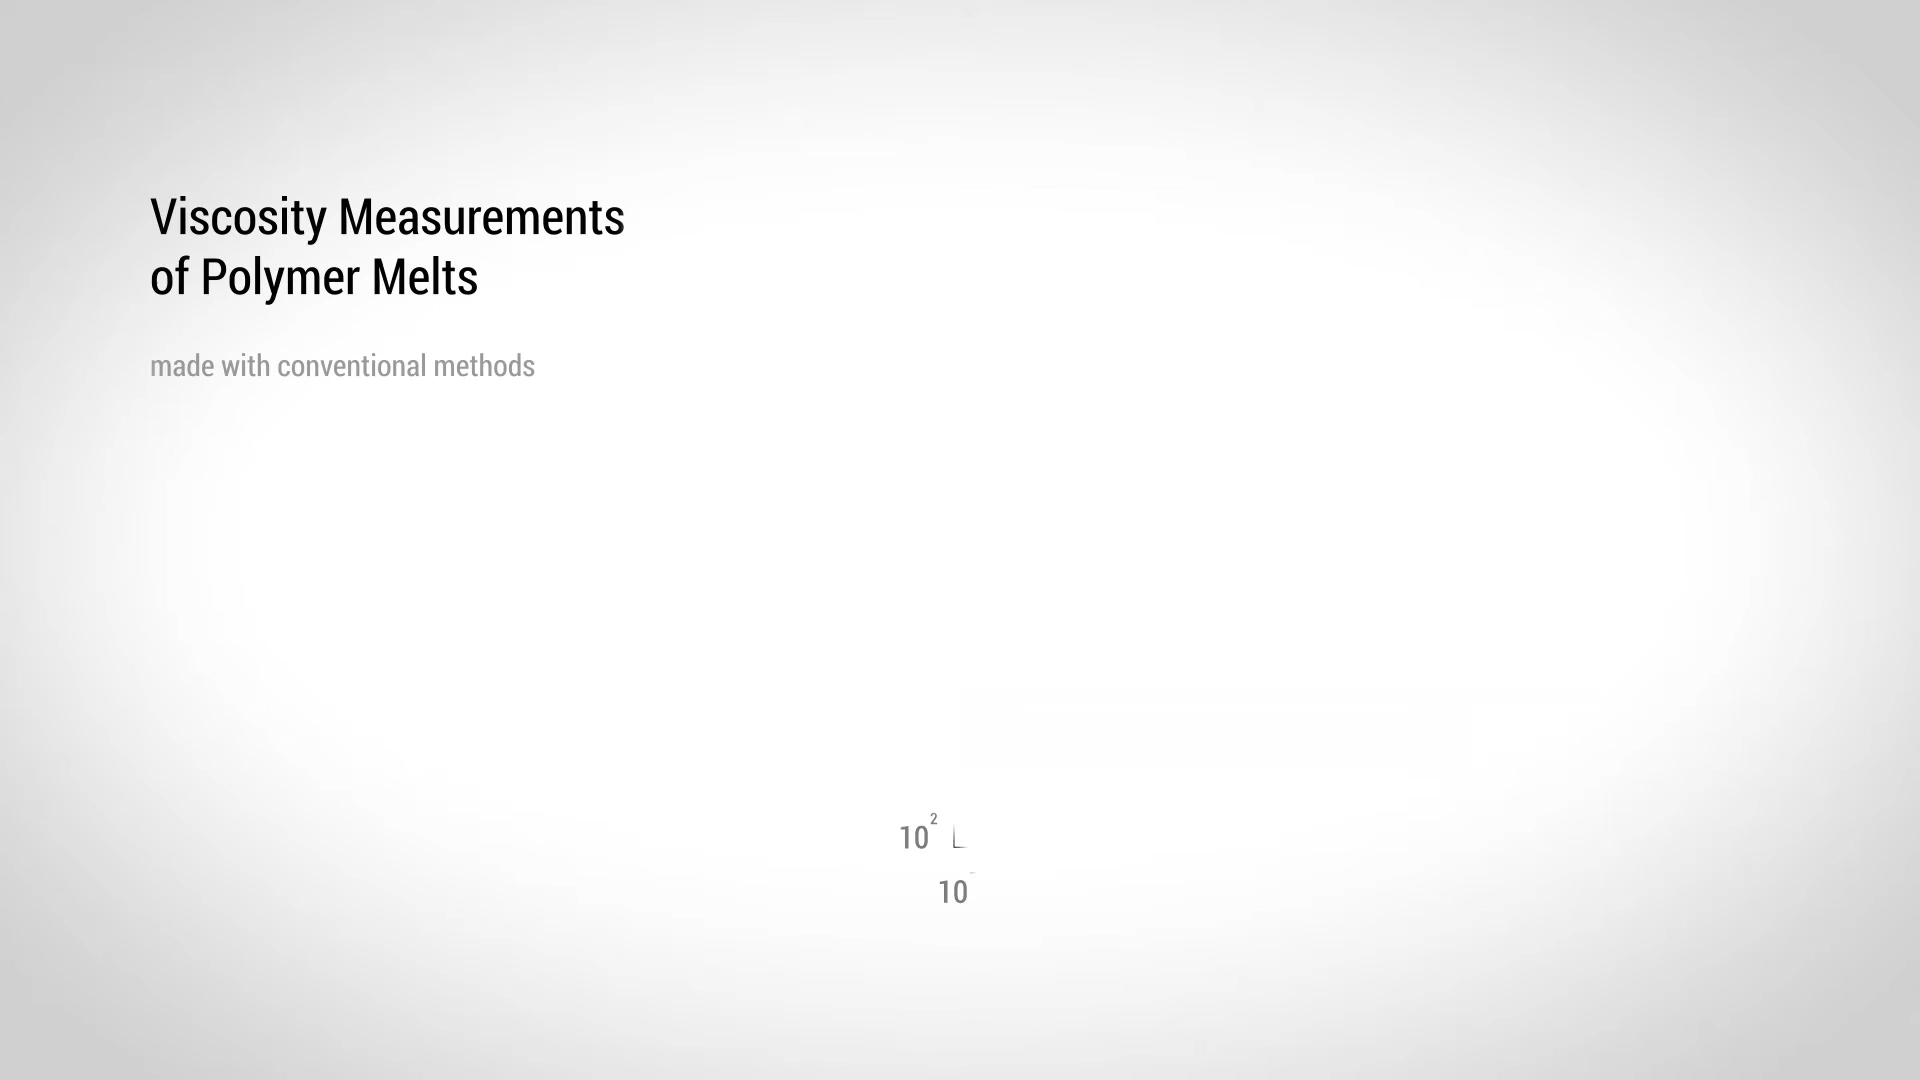 Viscosity Measurements
of Polymer Melts
made with conventional methods
10²
10